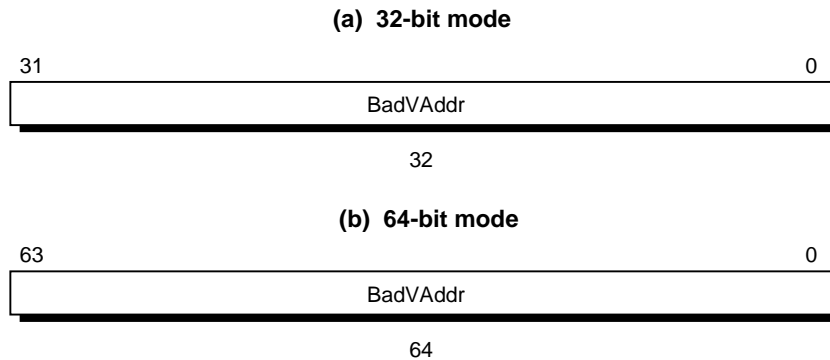 (a) 32-bit mode
31 0
BadVAddr
32
(b) 64-bit mode
63 0
BadVAddr
64